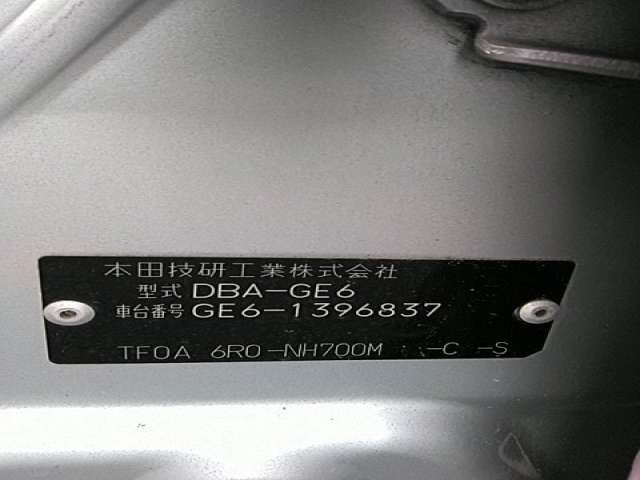 本田技研工業株式会社
型式 DBA-GE6
車台番号 GE6-1396837
TF0A 6R0-NH700M -C -S